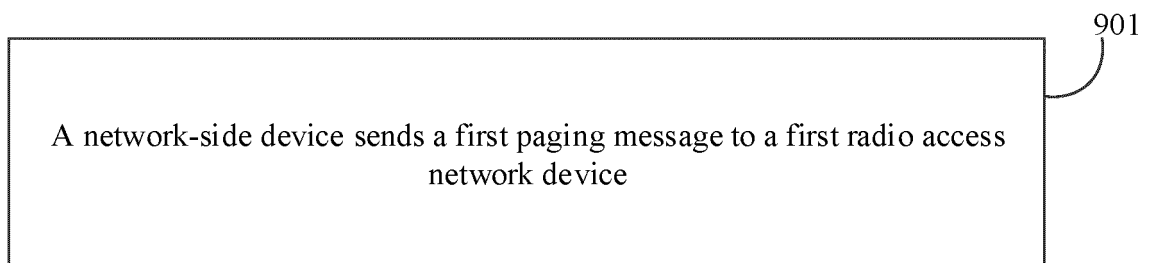 901
A network-side device sends a first paging message to a first radio access
network device